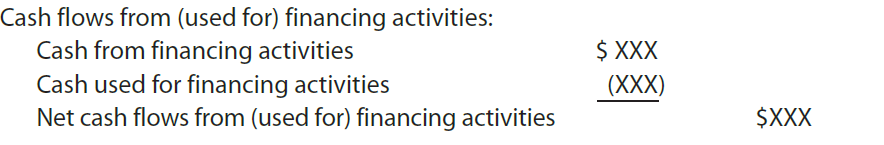 Cash flows from (used for) financing activities:
Cash from financing activities $ XXX
Cash used for financing activities (XXX)
Net cash flows from (used for) financing activities $XXX